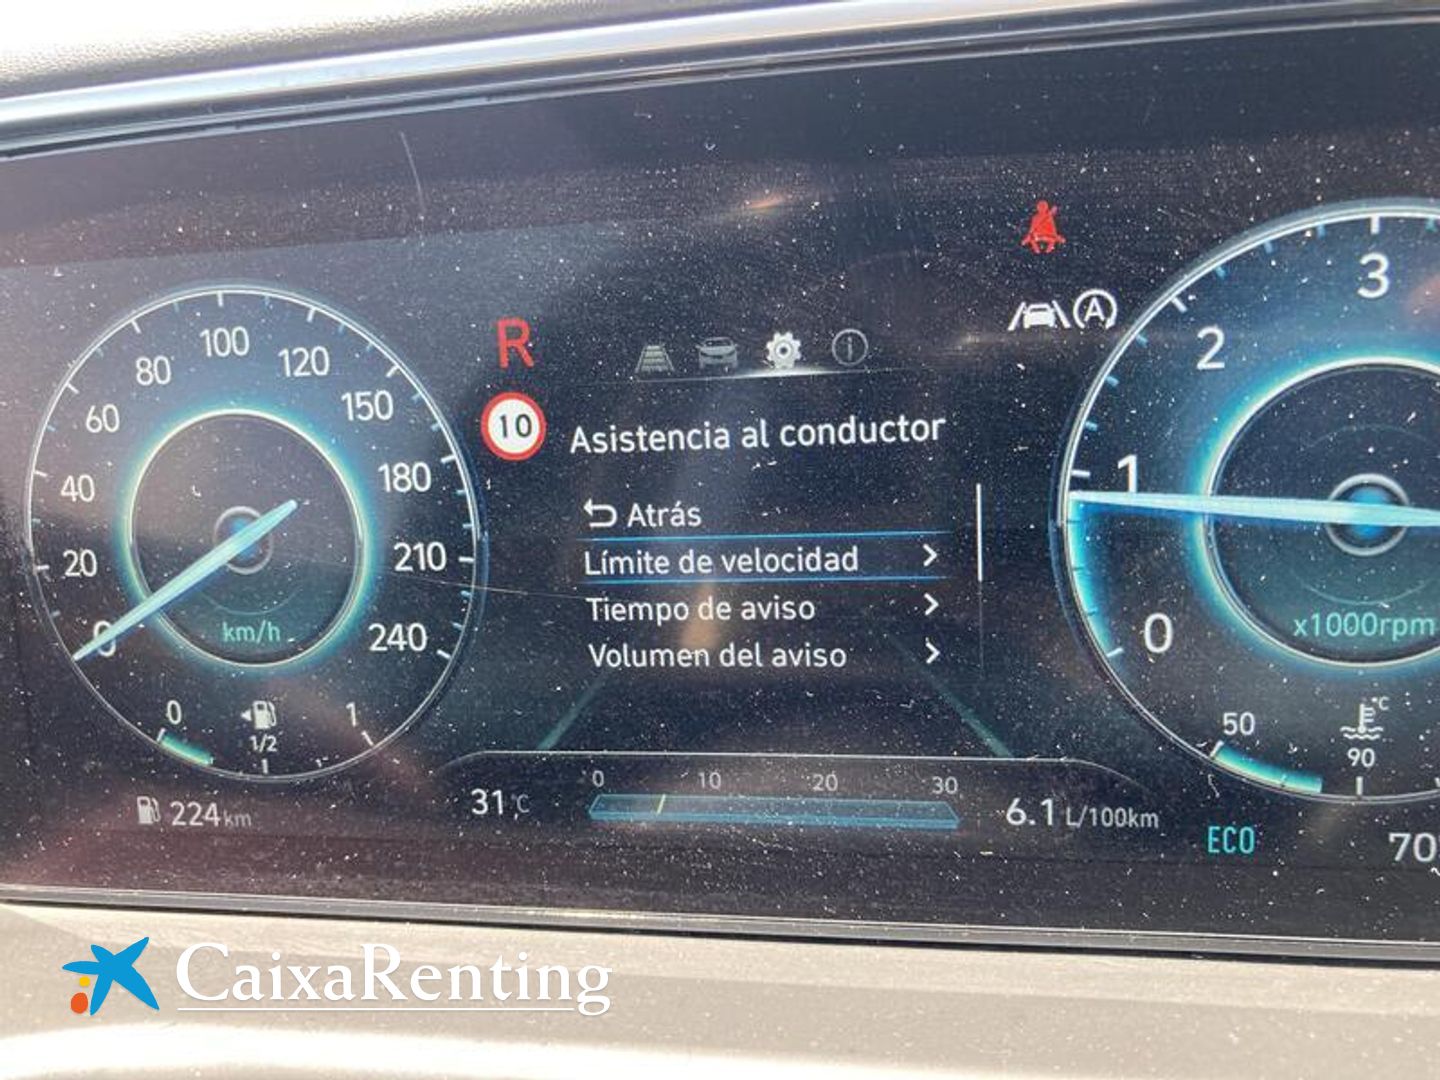 0
20
40
60
80
100
120
150
180
210
240
km/h
0
1/2
1
224 km
R
10
Asistencia al conductor
Atrás
Límite de velocidad
Tiempo de aviso
Volumen del aviso
31 °C
0 10 20 30
6.1 L/100km
A
0
1
2
3
x1000rpm
50
°C
90
ECO
CaixaRenting